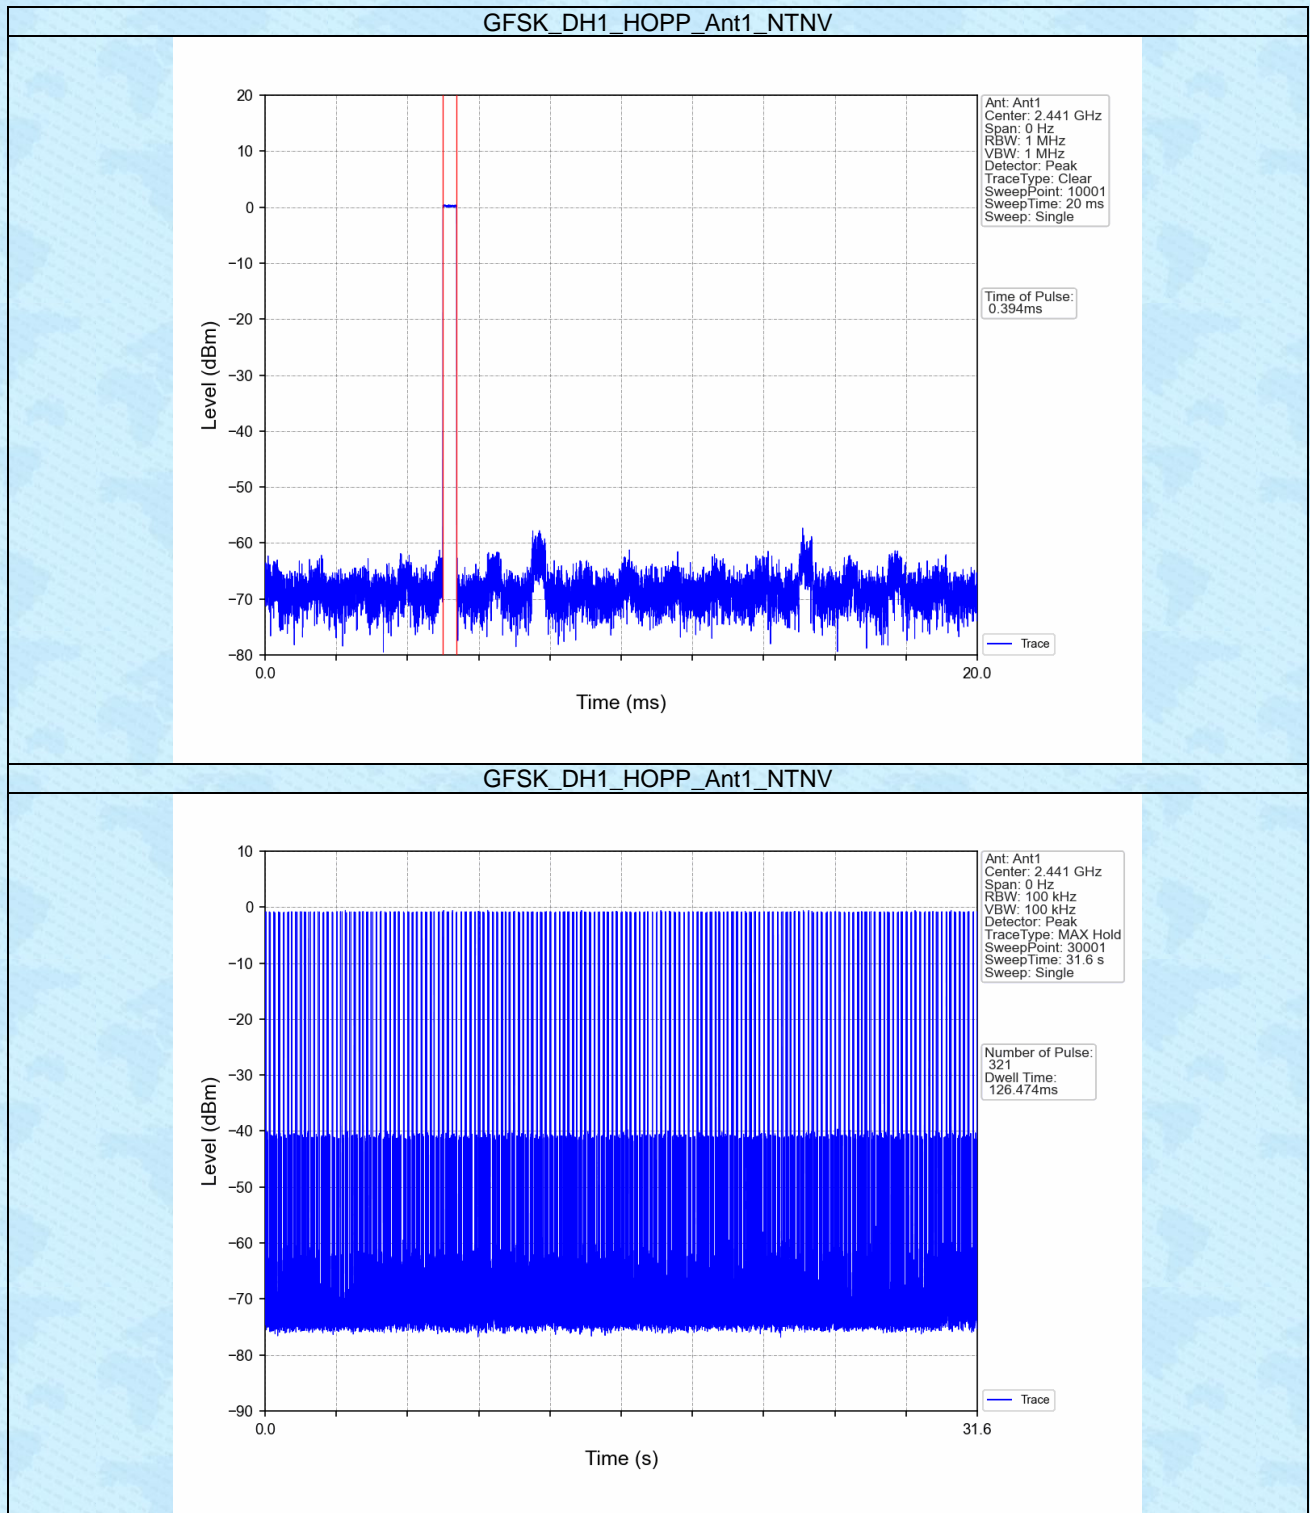 GFSK_DH1_HOPP_Ant1_NTNV
20
10
0
−10
−20
−30
−40
−50
−60
−70
−80
Level (dBm)
0.0
20.0
Time (ms)
Ant: Ant1
Center: 2.441 GHz
Span: 0 Hz
RBW: 1 MHz
VBW: 1 MHz
Detector: Peak
TraceType: Clear
SweepPoint: 10001
SweepTime: 20 ms
Sweep: Single
Time of Pulse:
0.394ms
Trace
GFSK_DH1_HOPP_Ant1_NTNV
10
0
−10
−20
−30
−40
−50
−60
−70
−80
−90
Level (dBm)
0.0
31.6
Time (s)
Ant: Ant1
Center: 2.441 GHz
Span: 0 Hz
RBW: 100 kHz
VBW: 100 kHz
Detector: Peak
TraceType: MAX Hold
SweepPoint: 30001
SweepTime: 31.6 s
Sweep: Single
Number of Pulse:
321
Dwell Time:
126.474ms
Trace